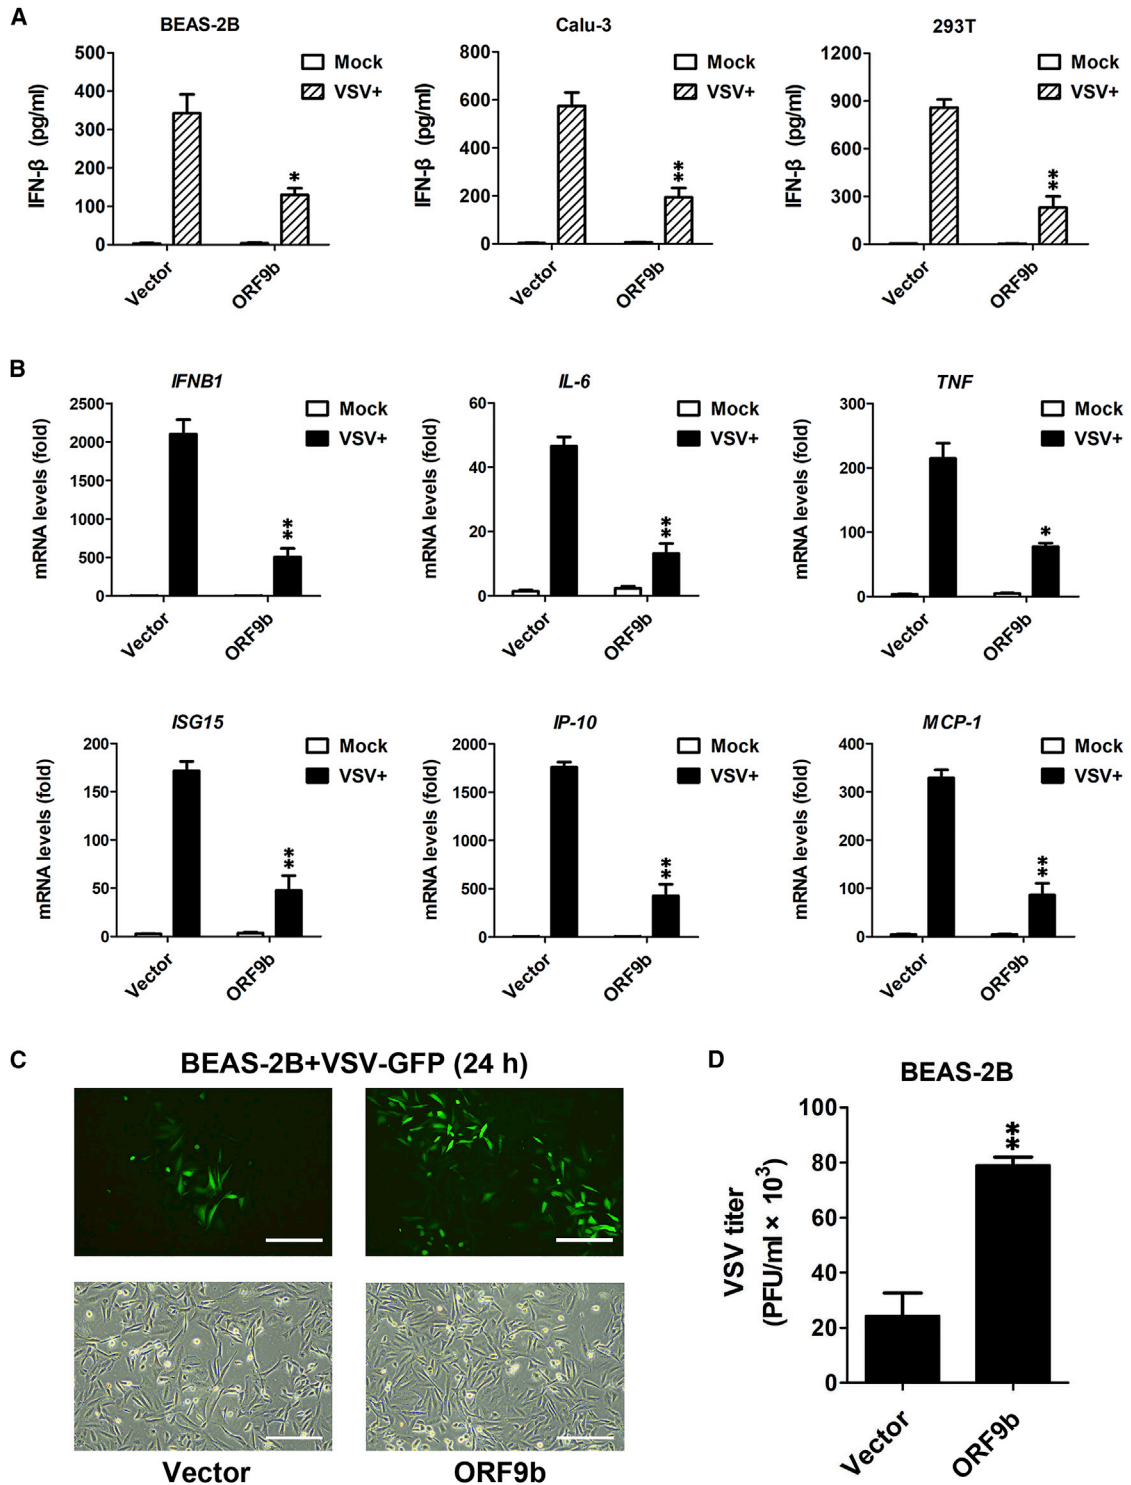 A
BEAS-2B
Calu-3
293T
IFN-β (pg/ml)
500
400
300
200
100
0
Mock
VSV+
*
Vector
ORF9b
IFN-β (pg/ml)
800
600
400
200
0
Mock
VSV+
**
Vector
ORF9b
IFN-β (pg/ml)
1200
900
600
300
0
Mock
VSV+
**
Vector
ORF9b
B
IFNB1
mRNA levels (fold)
2500
2000
1500
1000
500
0
Mock
VSV+
**
Vector
ORF9b
IL-6
mRNA levels (fold)
60
40
20
0
Mock
VSV+
**
Vector
ORF9b
TNF
mRNA levels (fold)
300
200
100
0
Mock
VSV+
*
Vector
ORF9b
ISG15
mRNA levels (fold)
200
150
100
50
0
Mock
VSV+
**
Vector
ORF9b
IP-10
mRNA levels (fold)
2000
1500
1000
500
0
Mock
VSV+
**
Vector
ORF9b
MCP-1
mRNA levels (fold)
400
300
200
100
0
Mock
VSV+
**
Vector
ORF9b
C
BEAS-2B+VSV-GFP (24 h)
Vector
ORF9b
D
BEAS-2B
VSV titer
(PFU/ml × 10³)
100
80
60
40
20
0
**
Vector
ORF9b